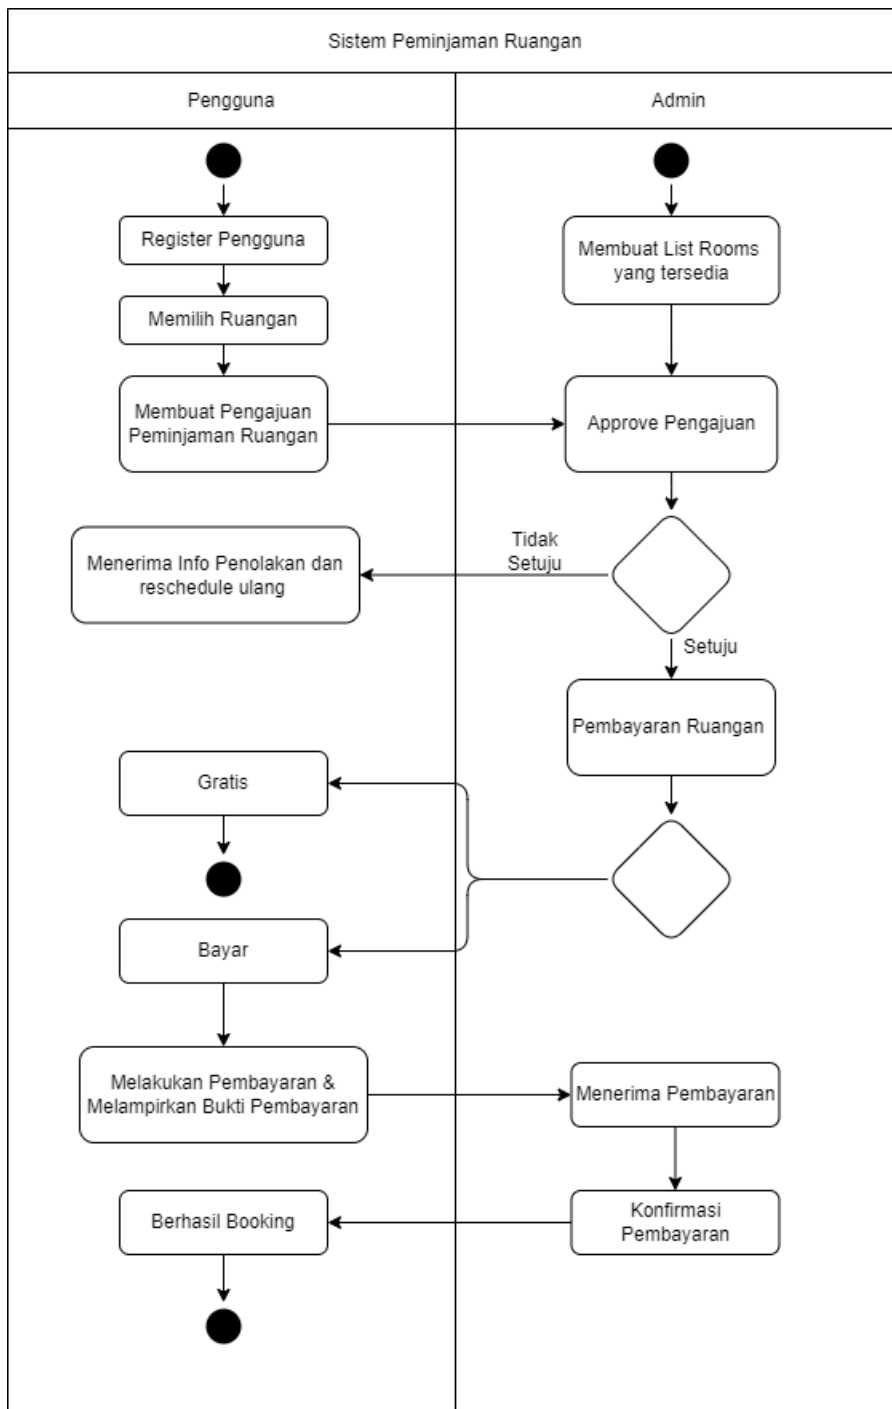 Sistem Peminjaman Ruangan
Pengguna
Admin
Register Pengguna
Membuat List Rooms
yang tersedia
Memilih Ruangan
Membuat Pengajuan
Peminjaman Ruangan
Approve Pengajuan
Tidak
Setuju
Menerima Info Penolakan dan
reschedule ulang
Setuju
Pembayaran Ruangan
Gratis
Bayar
Melakukan Pembayaran &
Melampirkan Bukti Pembayaran
Menerima Pembayaran
Berhasil Booking
Konfirmasi
Pembayaran